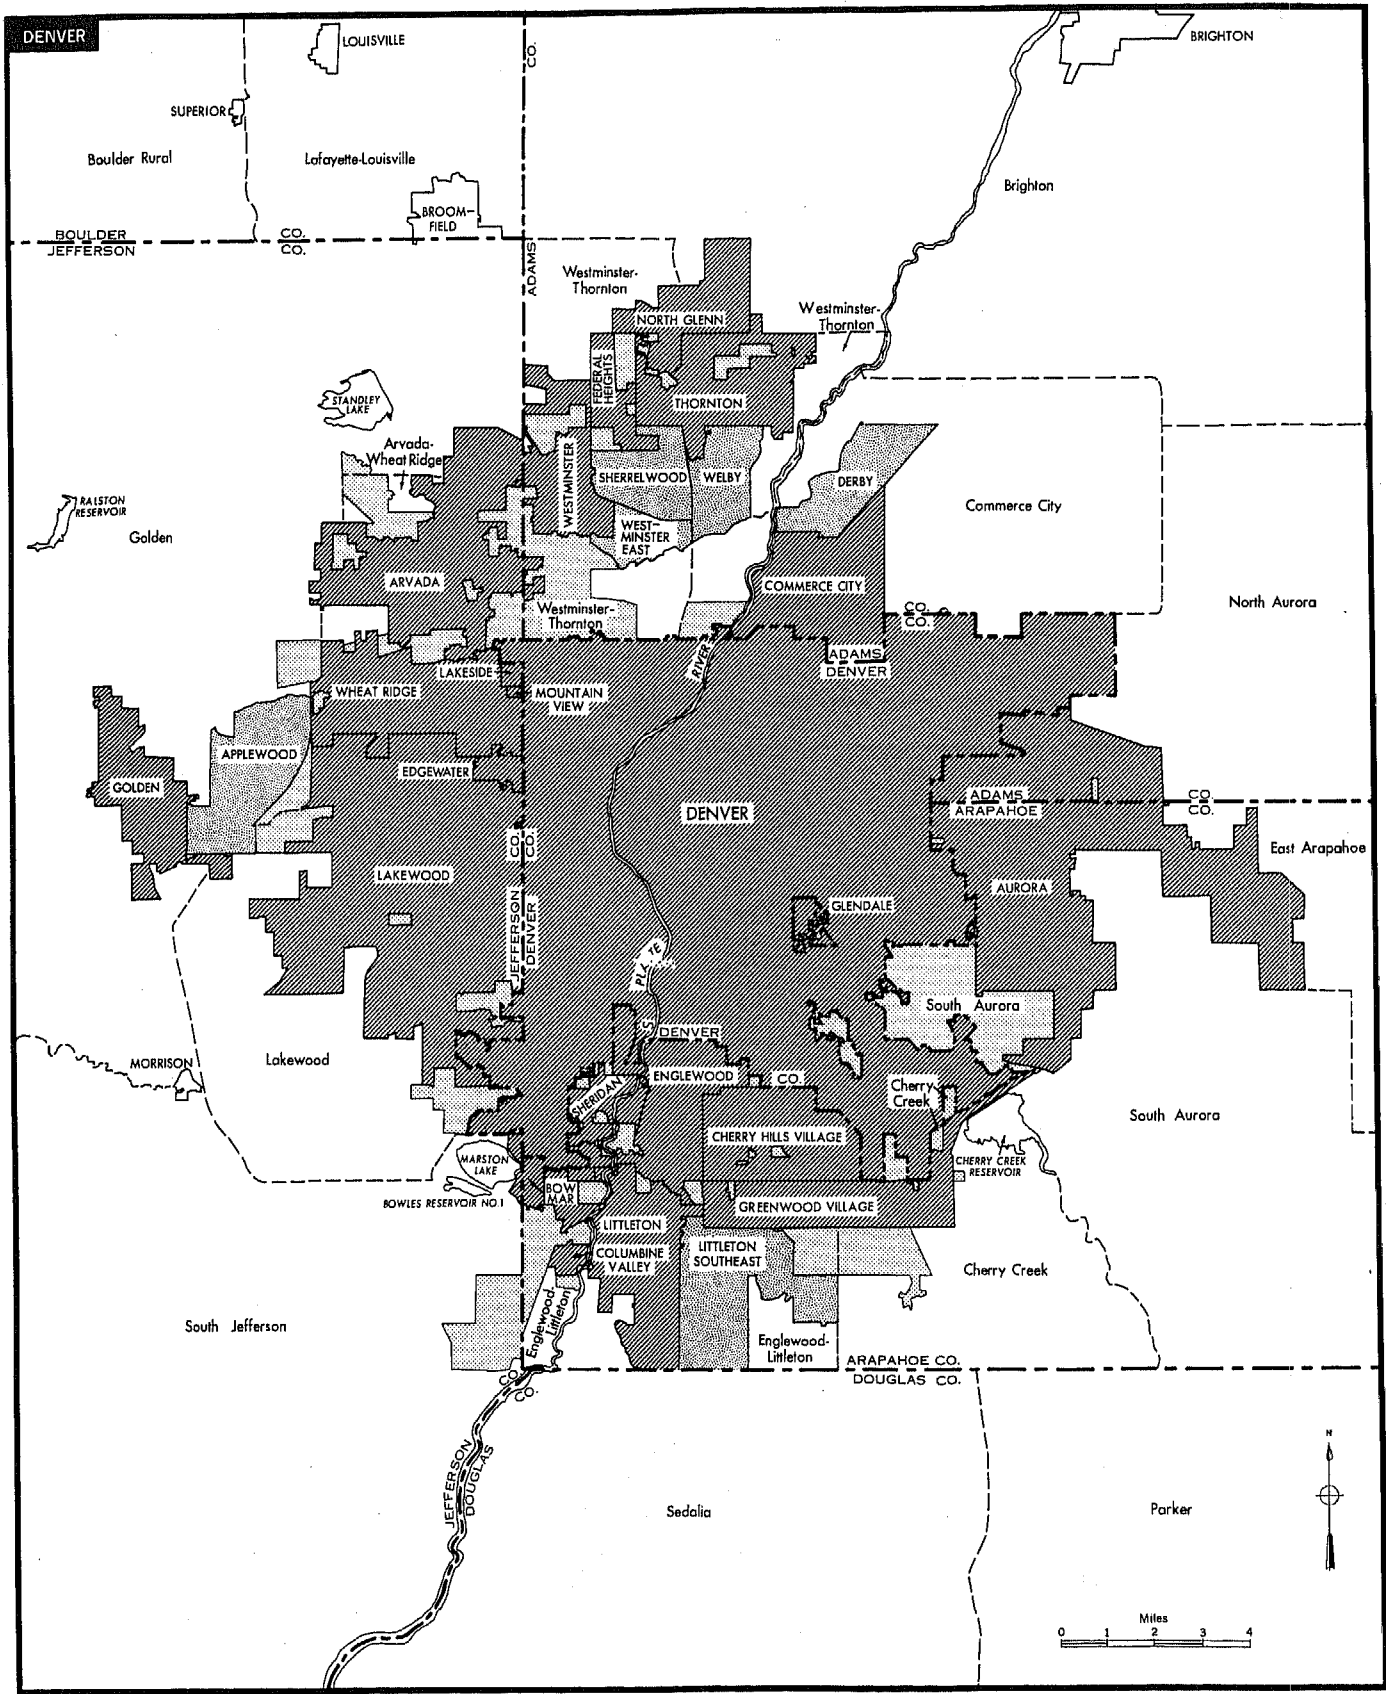 DENVER
LOUISVILLE
BRIGHTON
CO.
SUPERIOR
Boulder Rural
Lafayette-Louisville
Brighton
BROOM-
FIELD
BOULDER CO.
JEFFERSON CO.
ADAMS
Westminster-
Thornton
Westminster-
Thornton
NORTH GLENN
FEDERAL
HEIGHTS
STANDLEY
LAKE
THORNTON
Arvada-
Wheat Ridge
WESTMINSTER
SHERRELWOOD
WELBY
DERBY
RALSTON
RESERVOIR
Golden
Commerce City
WEST-
MINSTER
EAST
ARVADA
COMMERCE CITY
Westminster-
Thornton
CO.
CO.
North Aurora
ADAMS
DENVER
RIVER
LAKESIDE
WHEAT RIDGE
MOUNTAIN
VIEW
APPLEWOOD
EDGEWATER
GOLDEN
DENVER
ADAMS CO.
ARAPAHOE CO.
CO.
CO.
East Arapahoe
LAKEWOOD
AURORA
GLENDALE
JEFFERSON
DENVER
PLATTE
South Aurora
S.
DENVER
MORRISON
Lakewood
ENGLEWOOD
CO.
SHERIDAN
Cherry
Creek
South Aurora
CHERRY HILLS VILLAGE
MARSTON
LAKE
CHERRY CREEK
RESERVOIR
BOWLES RESERVOIR NO.1
BOW
MAR
GREENWOOD VILLAGE
LITTLETON
COLUMBINE
VALLEY
LITTLETON
SOUTHEAST
Cherry Creek
South Jefferson
Englewood-
Littleton
Englewood-
Littleton
ARAPAHOE CO.
DOUGLAS CO.
CO.
CO.
JEFFERSON
DOUGLAS
N
Sedalia
Parker
Miles
0 1 2 3 4